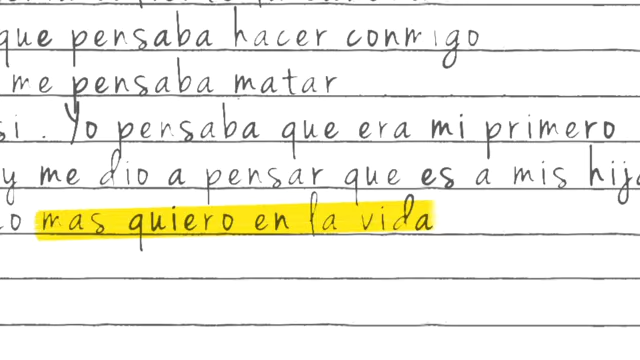 que pensaba hacer conmigo
me pensaba matar
si. Yo pensaba que era mi primero
y me dio a pensar que es a mis
mas quiero en la vida